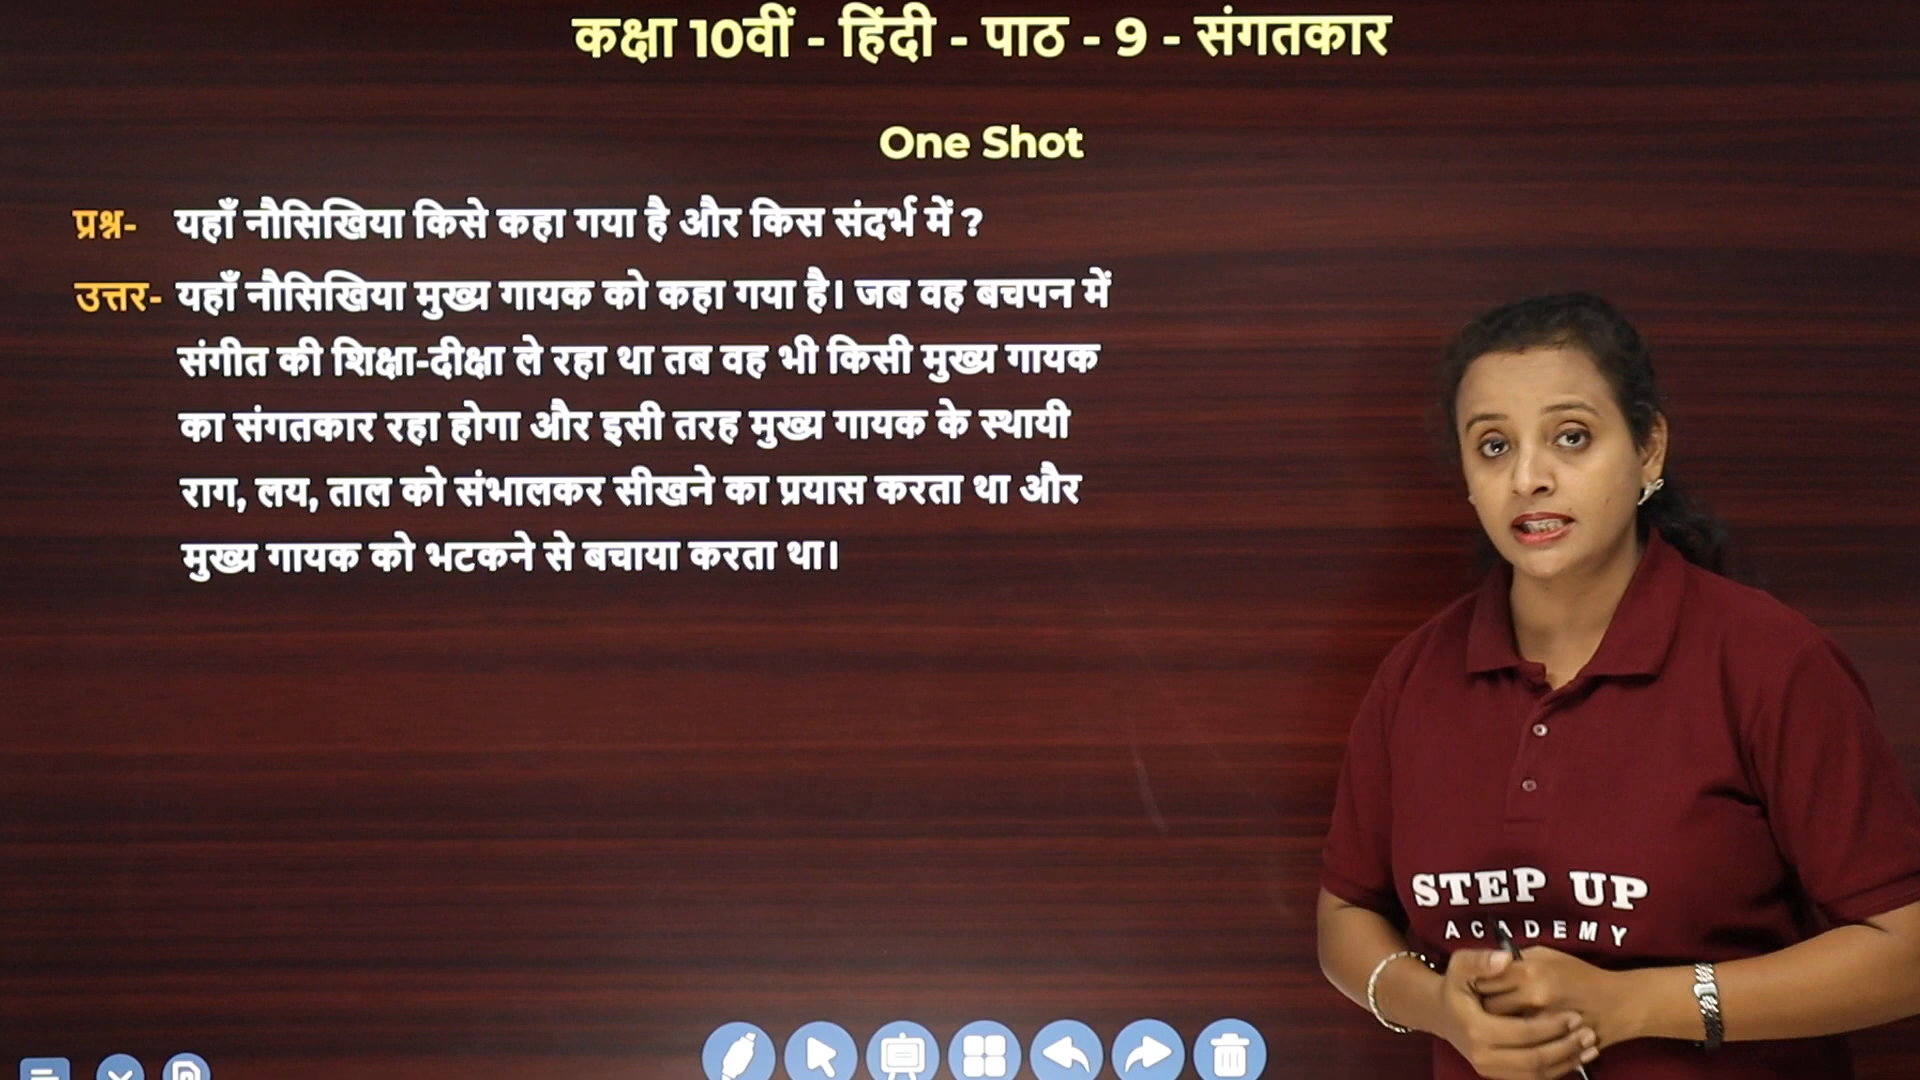 कक्षा 10वीं - हिंदी - पाठ - 9 - संगतकार
One Shot
प्रश्न- यहाँ नौसिखिया किसे कहा गया है और किस संदर्भ में ?
उत्तर- यहाँ नौसिखिया मुख्य गायक को कहा गया है। जब वह बचपन में
संगीत की शिक्षा-दीक्षा ले रहा था तब वह भी किसी मुख्य गायक
का संगतकार रहा होगा और इसी तरह मुख्य गायक के स्थायी
राग, लय, ताल को संभालकर सीखने का प्रयास करता था और
मुख्य गायक को भटकने से बचाया करता था।
STEP UP
ACADEMY